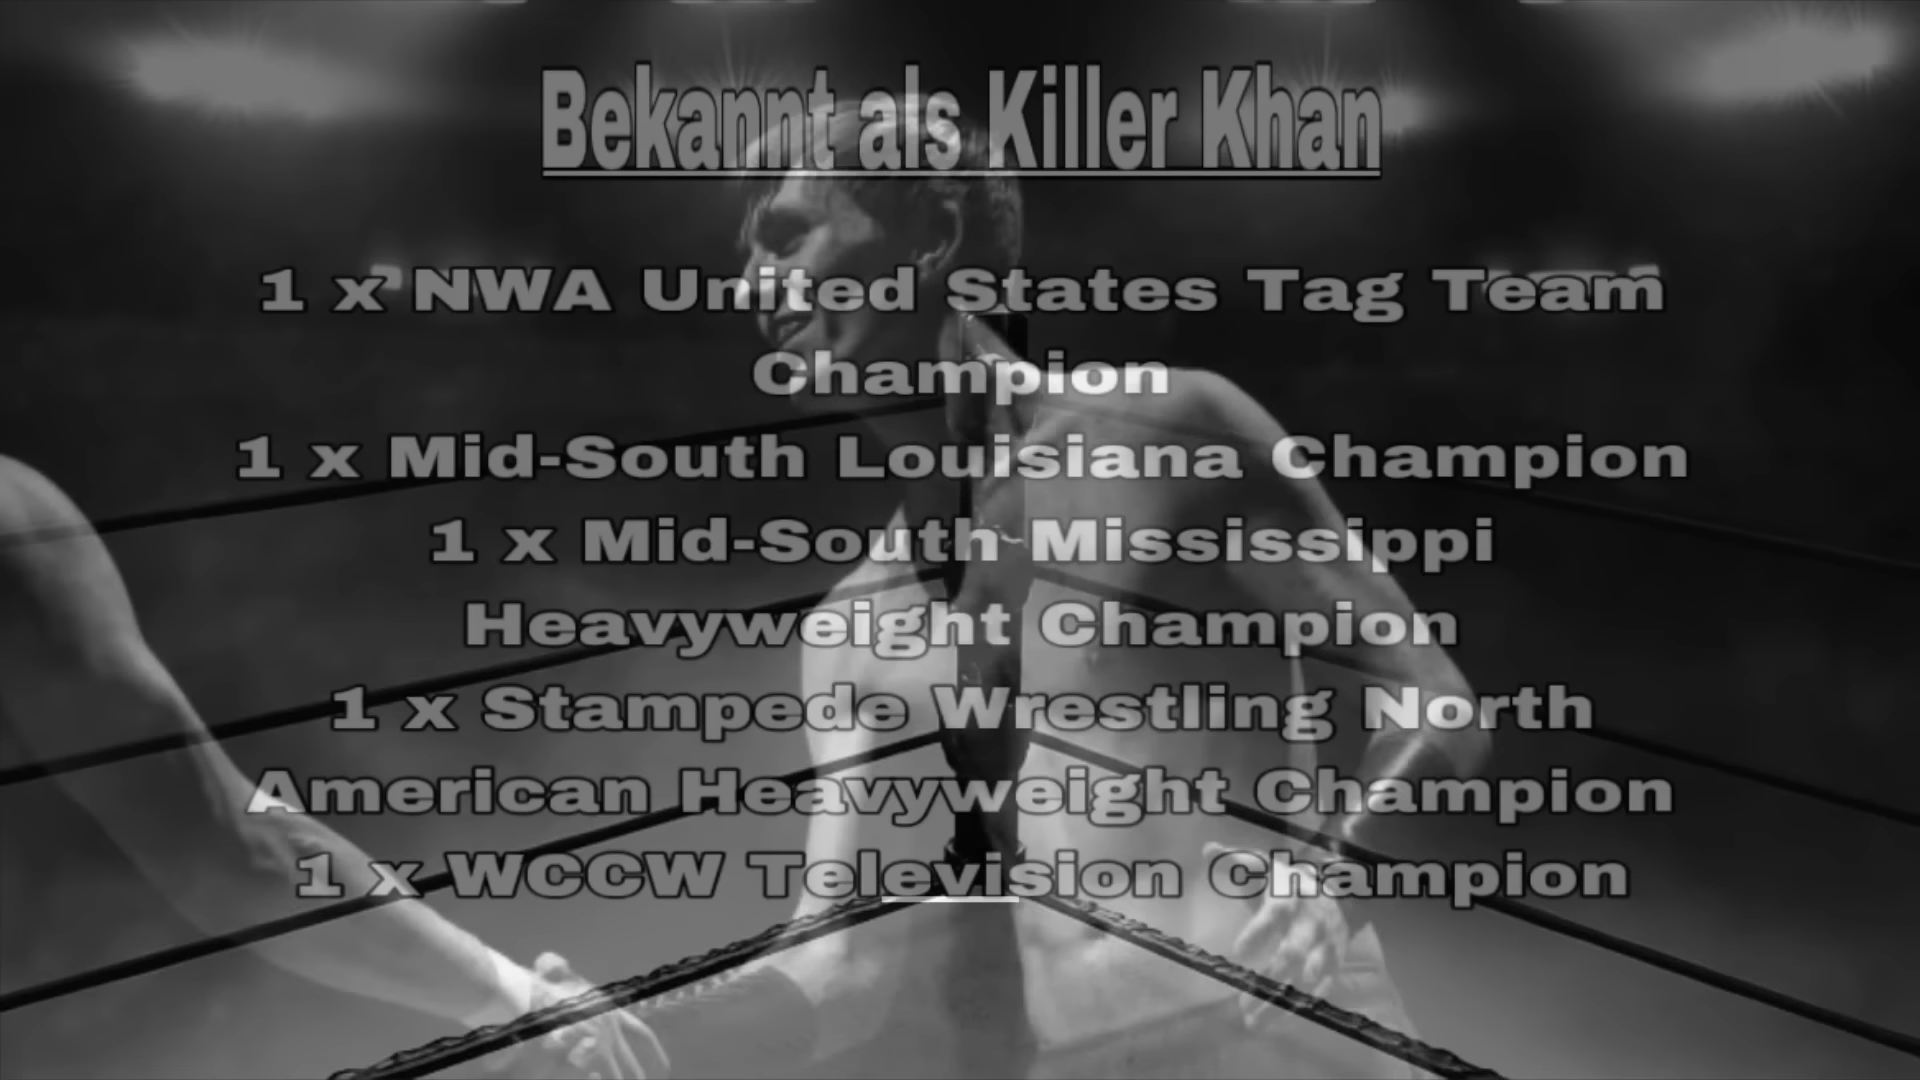 Bekannt als Killer Khan
1 x NWA United States Tag Team
Champion
1 x Mid-South Louisiana Champion
1 x Mid-South Mississippi
Heavyweight Champion
1 x Stampede Wrestling North
American Heavyweight Champion
1 x WCCW Television Champion